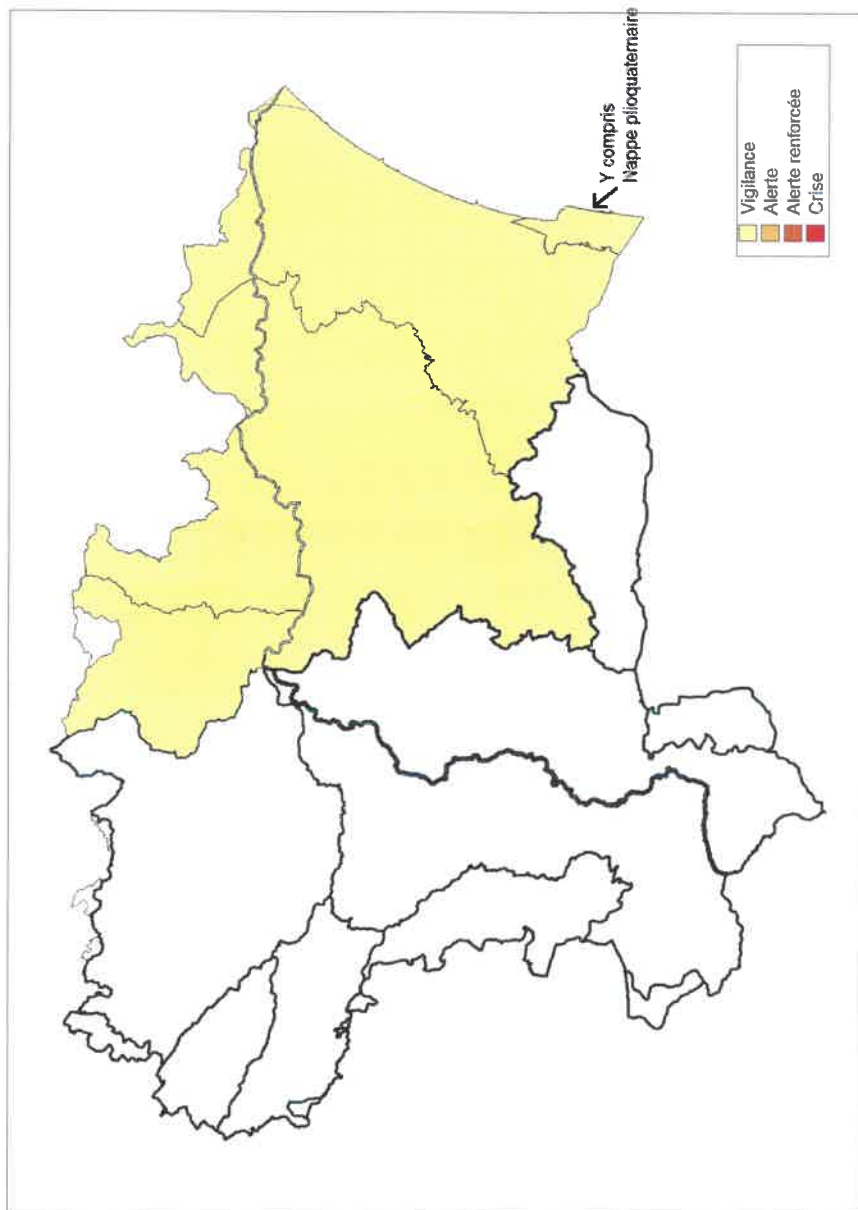 Y compris
Nappe plioquaternaire
Vigilance
Alerte
Alerte renforcée
Crise